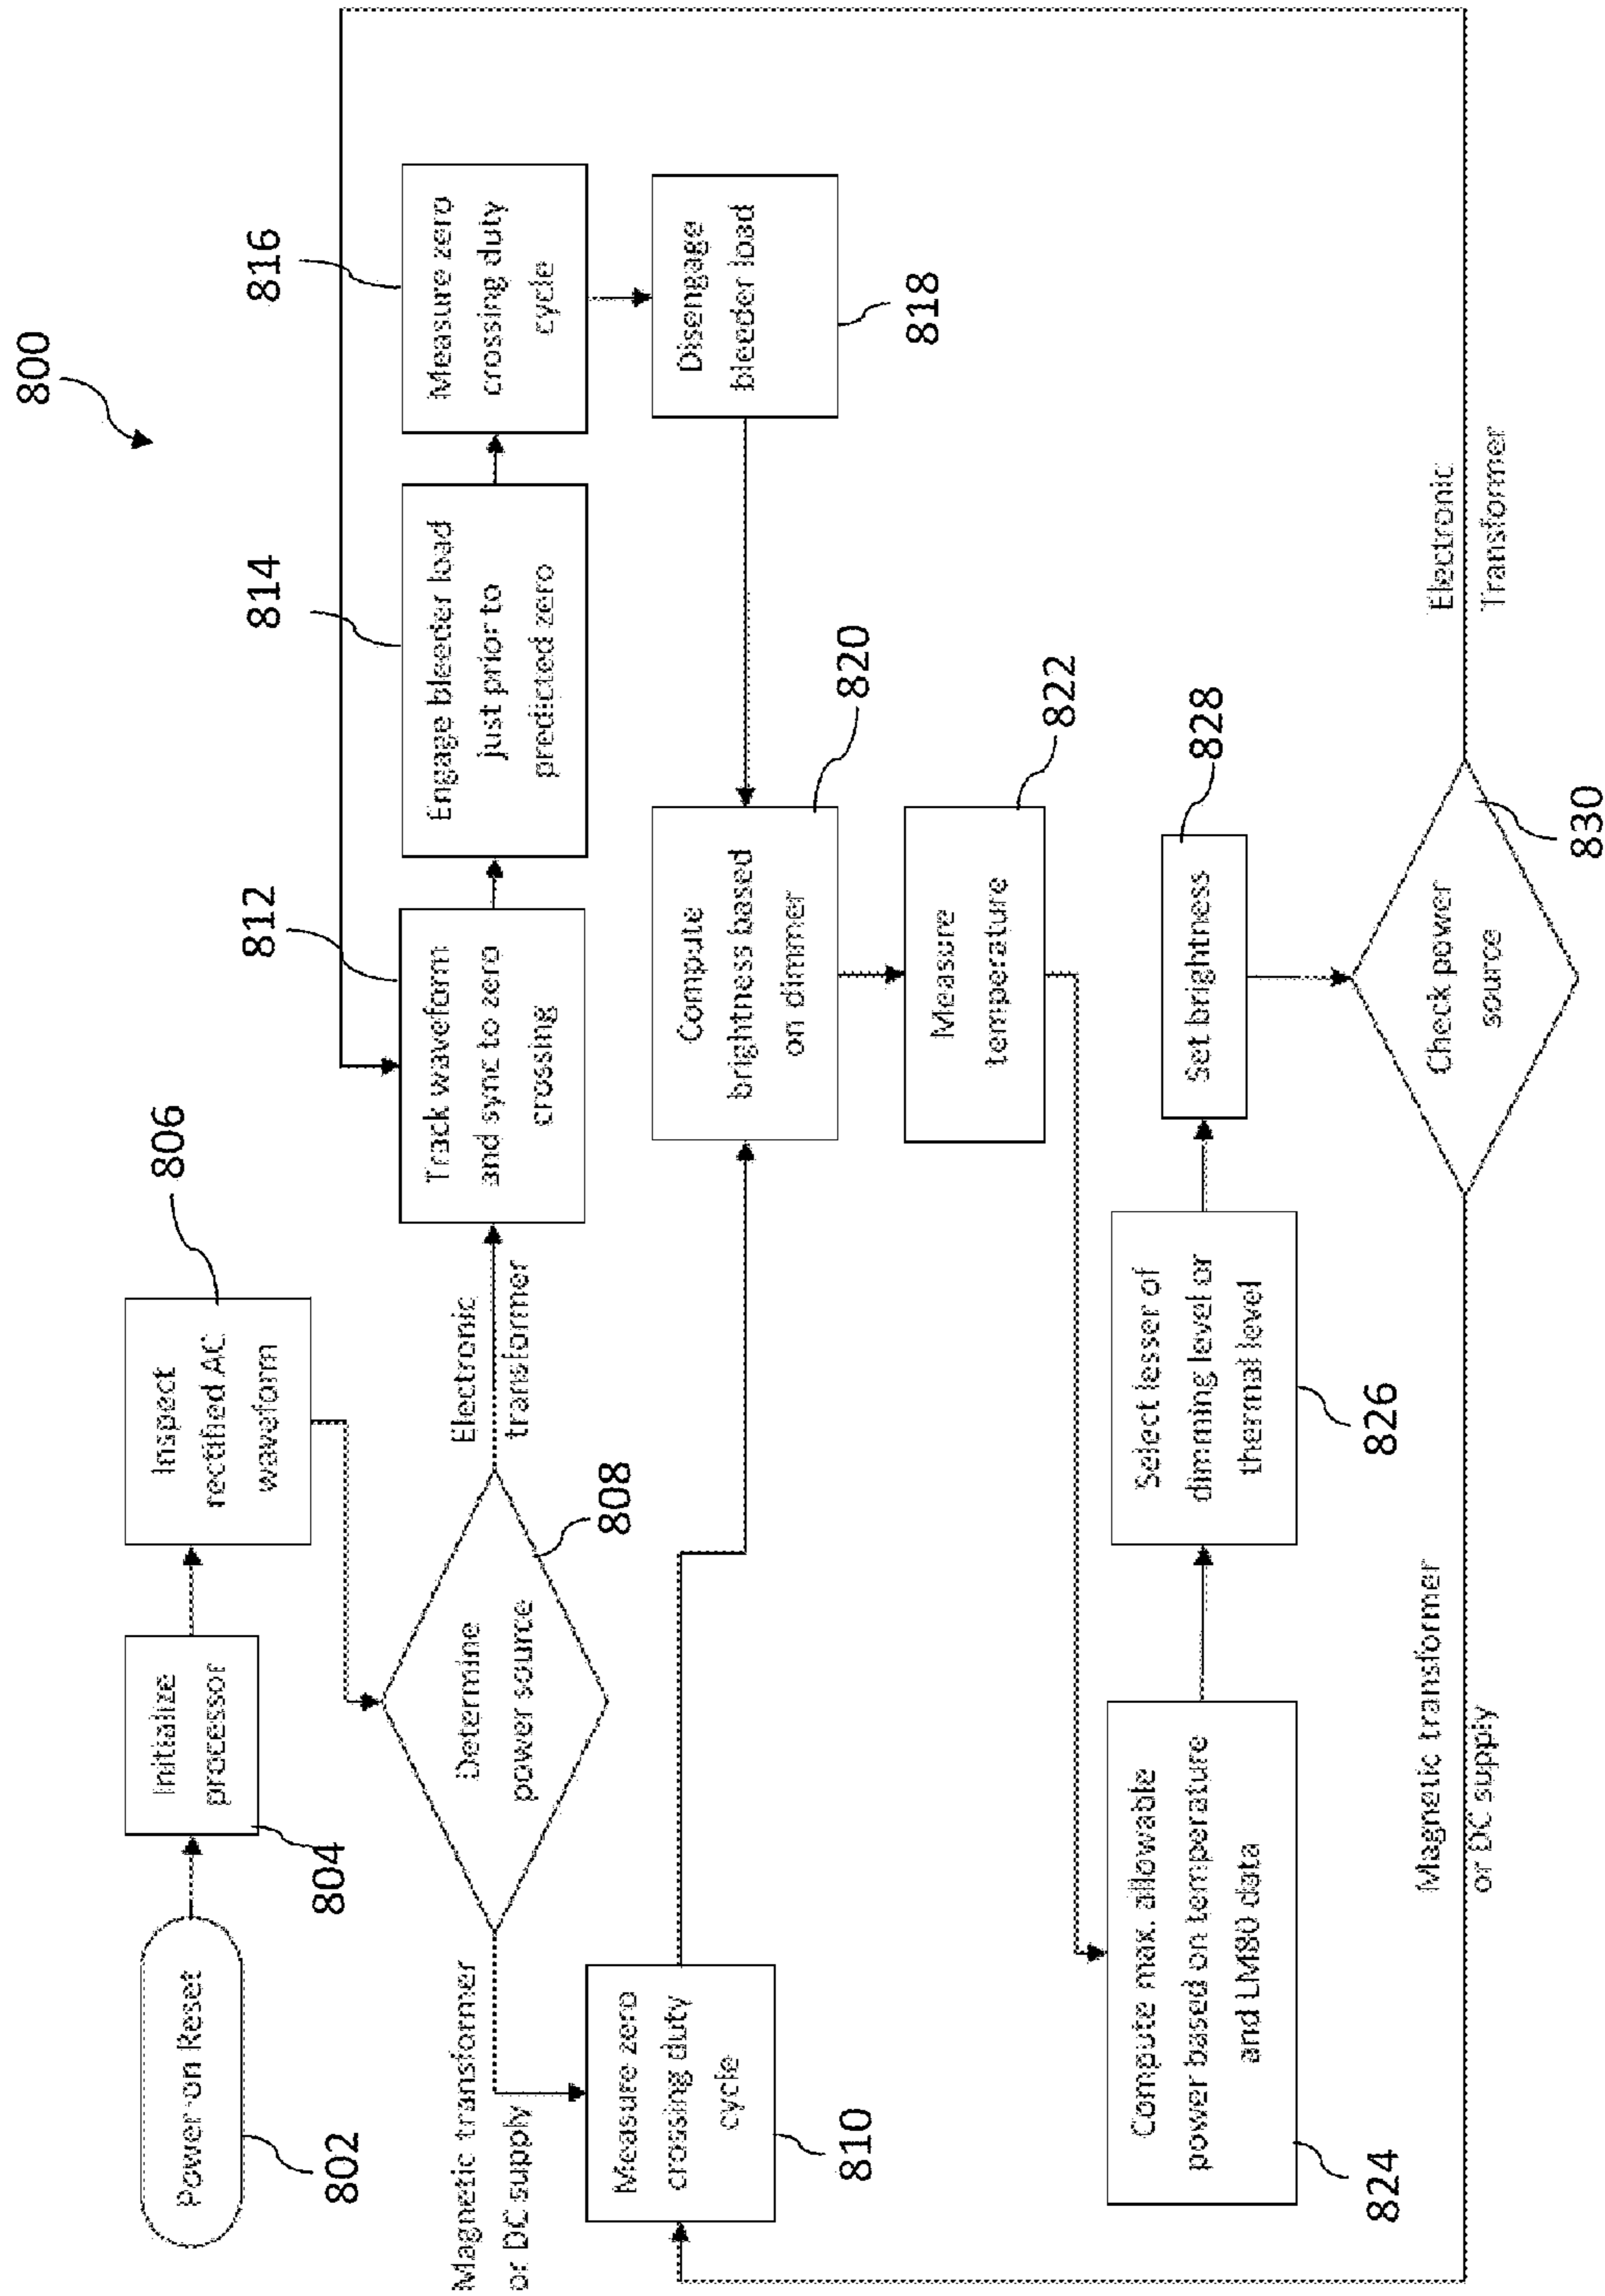 800
Power-on Reset
802
Initialize
processor
804
Inspect
rectified AC
waveform
806
Determine
power source
808
Magnetic transformer
or DC supply
Electronic
transformer
Measure zero
crossing duty
cycle
810
Track waveform
and sync to zero
crossing
812
Engage bleeder load
just prior to
predicted zero
814
Measure zero
crossing duty
cycle
816
Disengage
bleeder load
818
Compute
brightness based
on dimmer
820
Measure
temperature
822
Compute max. allowable
power based on temperature
and LM80 data
824
Select lesser of
dimming level or
thermal level
826
Set brightness
828
Check power
source
830
Magnetic transformer
or DC supply
Electronic
Transformer